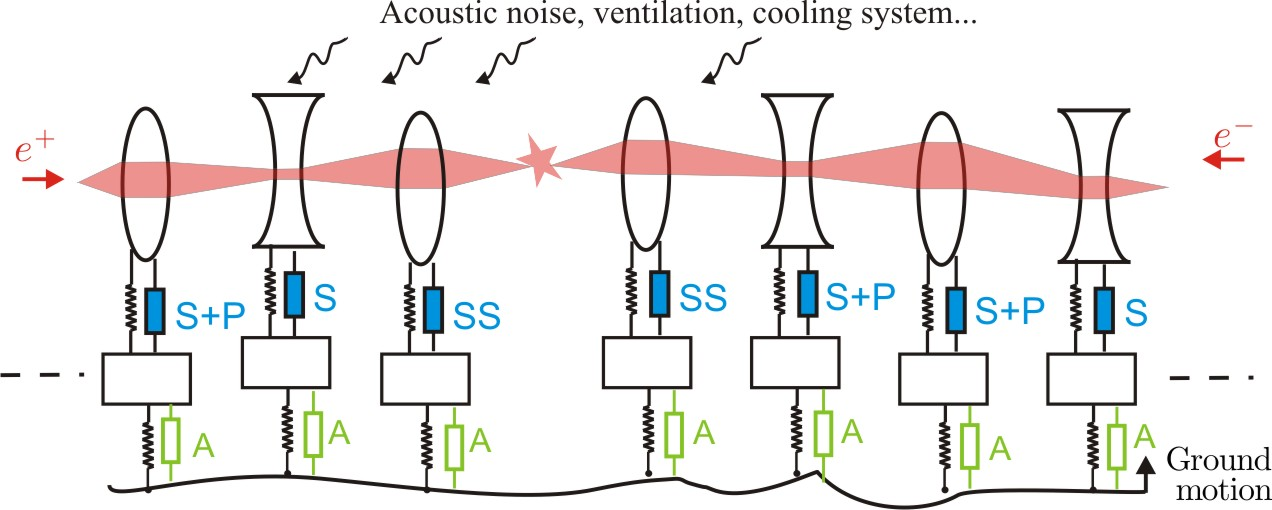 Acoustic noise, ventilation, cooling system...
e+
e−
S+P
S
SS
SS
S+P
S+P
S
A
A
A
A
A
A
A
Ground
motion